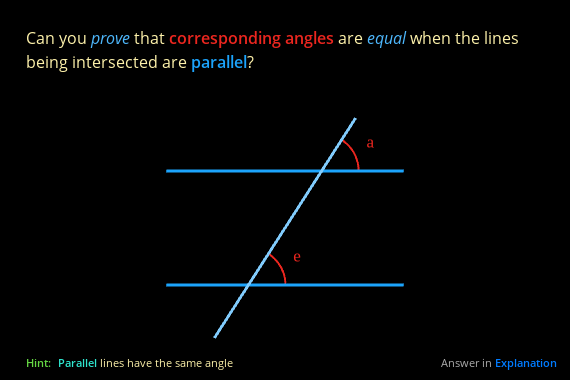 Can you prove that corresponding angles are equal when the lines
being intersected are parallel?
a
e
Hint: Parallel lines have the same angle
Answer in Explanation